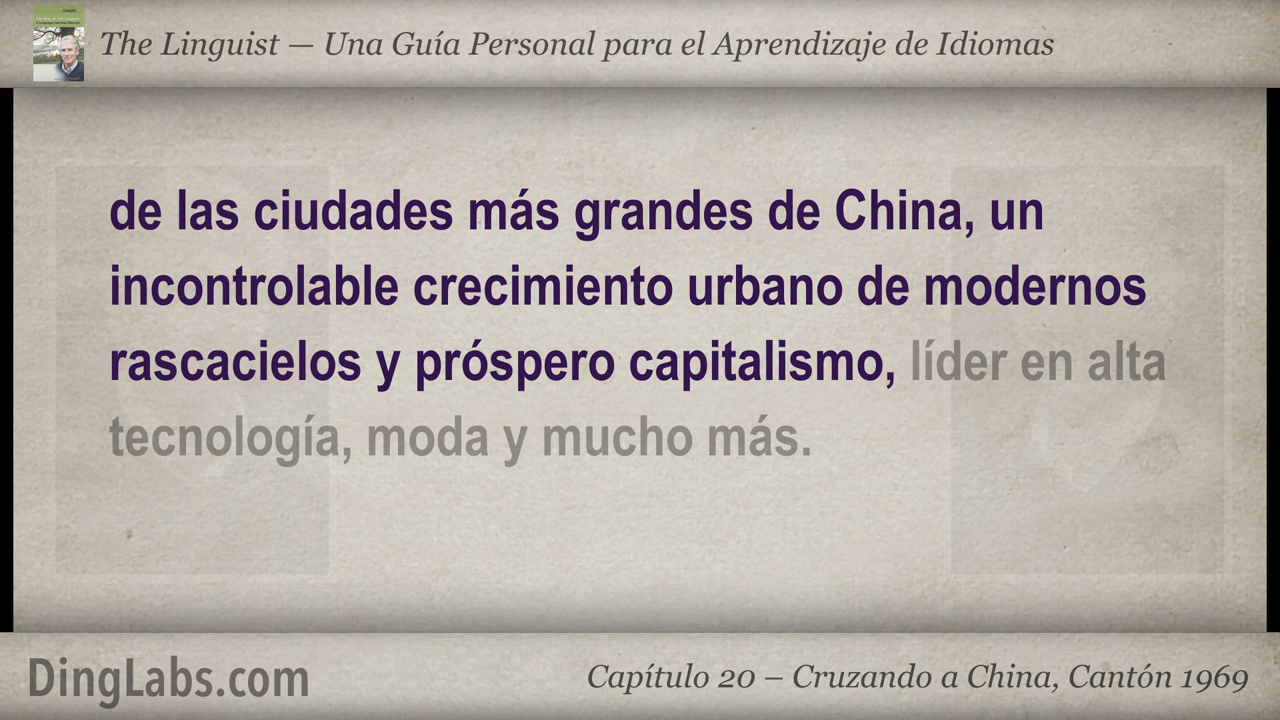 The Linguist — Una Guía Personal para el Aprendizaje de Idiomas
de las ciudades más grandes de China, un
incontrolable crecimiento urbano de modernos
rascacielos y próspero capitalismo, líder en alta
tecnología, moda y mucho más.
DingLabs.com
Capítulo 20 – Cruzando a China, Cantón 1969